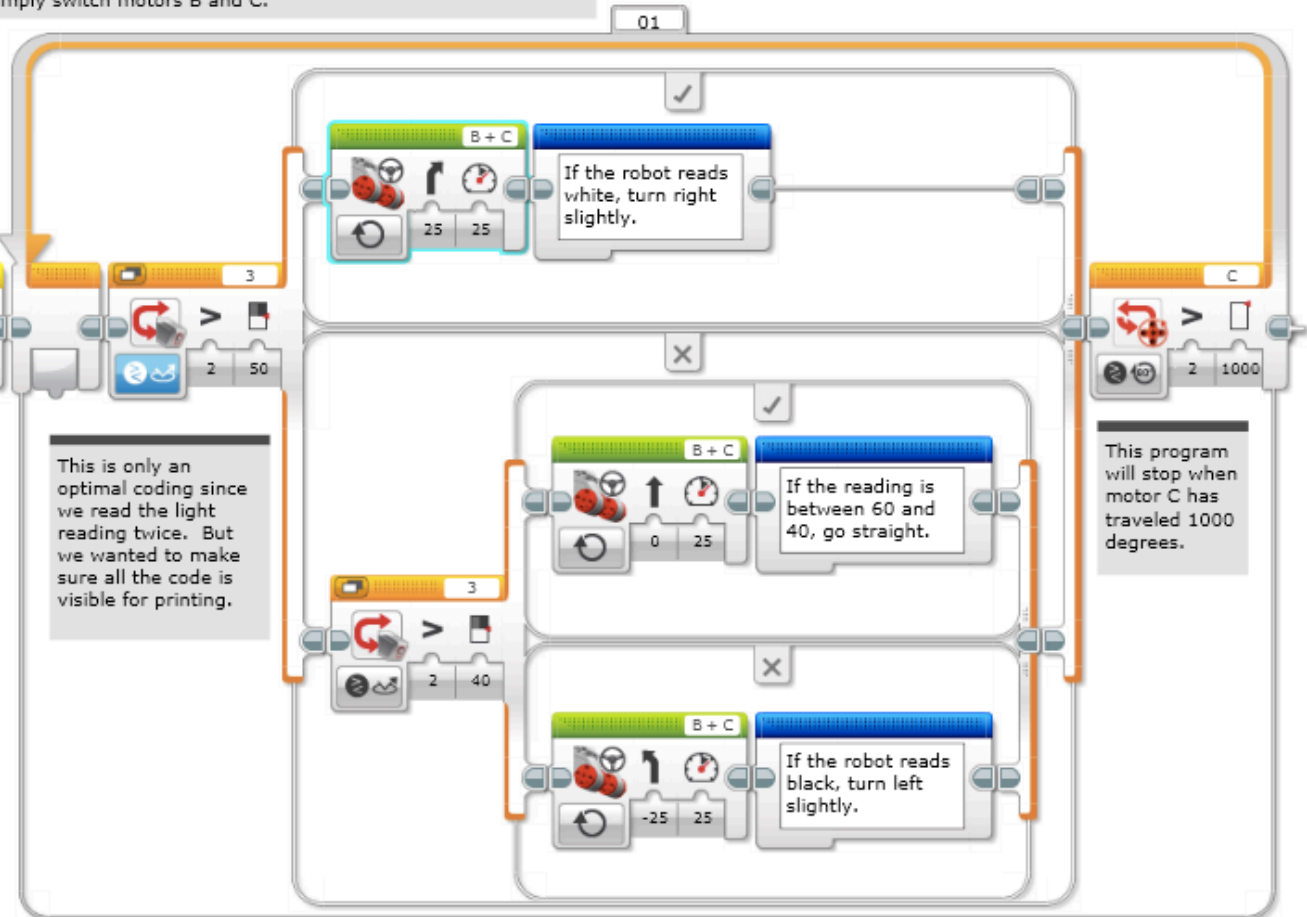 simply switch motors B and C.
01
B + C
25 25
If the robot reads
white, turn right
slightly.
3
> 
2 50
C
>
2 1000
This is only an
optimal coding since
we read the light
reading twice. But
we wanted to make
sure all the code is
visible for printing.
B + C
0 25
If the reading is
between 60 and
40, go straight.
This program
will stop when
motor C has
traveled 1000
degrees.
3
>
2 40
B + C
-25 25
If the robot reads
black, turn left
slightly.